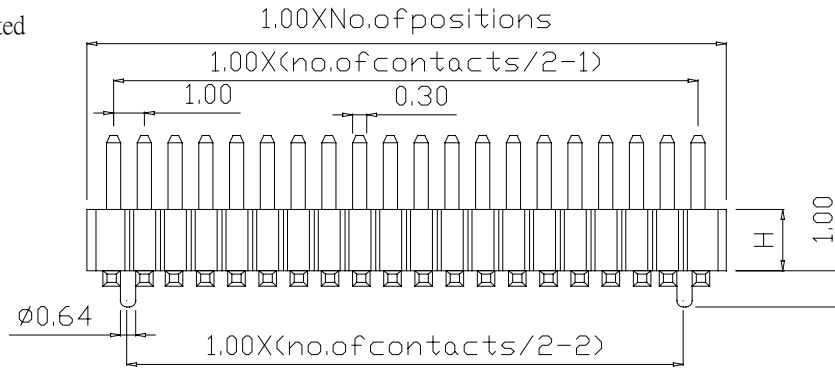 ted
1.00XNo.ofpositions
1.00X(no.ofcontacts/2-1)
1.00
0.30
H
1.00
Ø0.64
1.00X(no.ofcontacts/2-2)